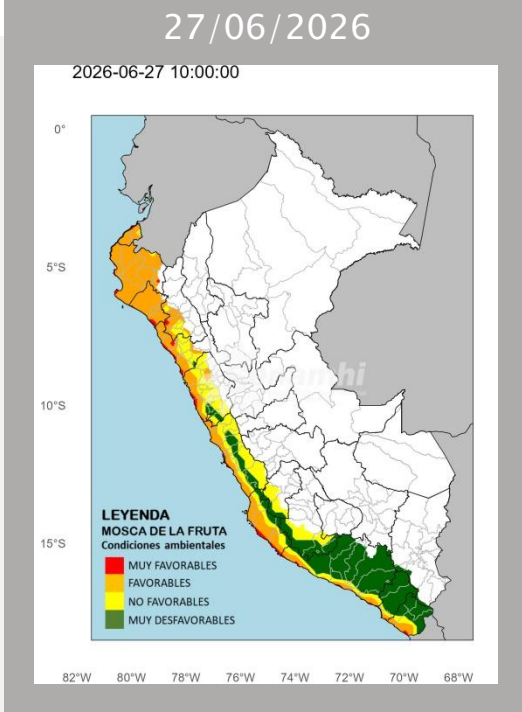 27/06/2026
2026-06-27 10:00:00
0°
5°S
10°S
15°S
LEYENDA
MOSCA DE LA FRUTA
Condiciones ambientales
MUY FAVORABLES
FAVORABLES
NO FAVORABLES
MUY DESFAVORABLES
82°W 80°W 78°W 76°W 74°W 72°W 70°W 68°W